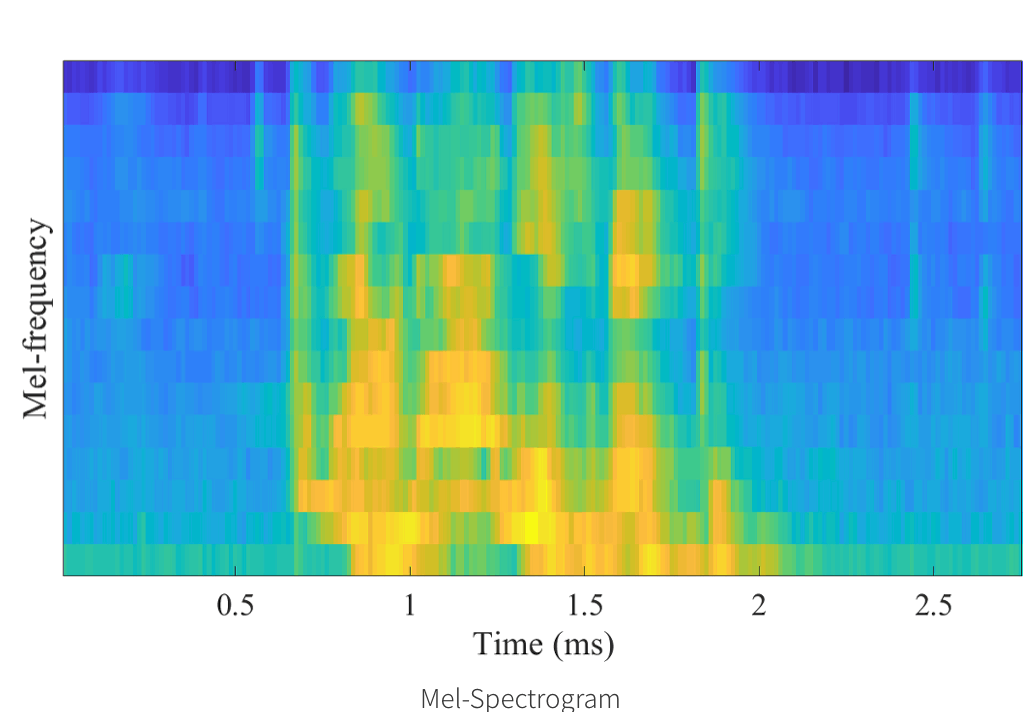 Mel-frequency
0.5 1 1.5 2 2.5
Time (ms)
Mel-Spectrogram